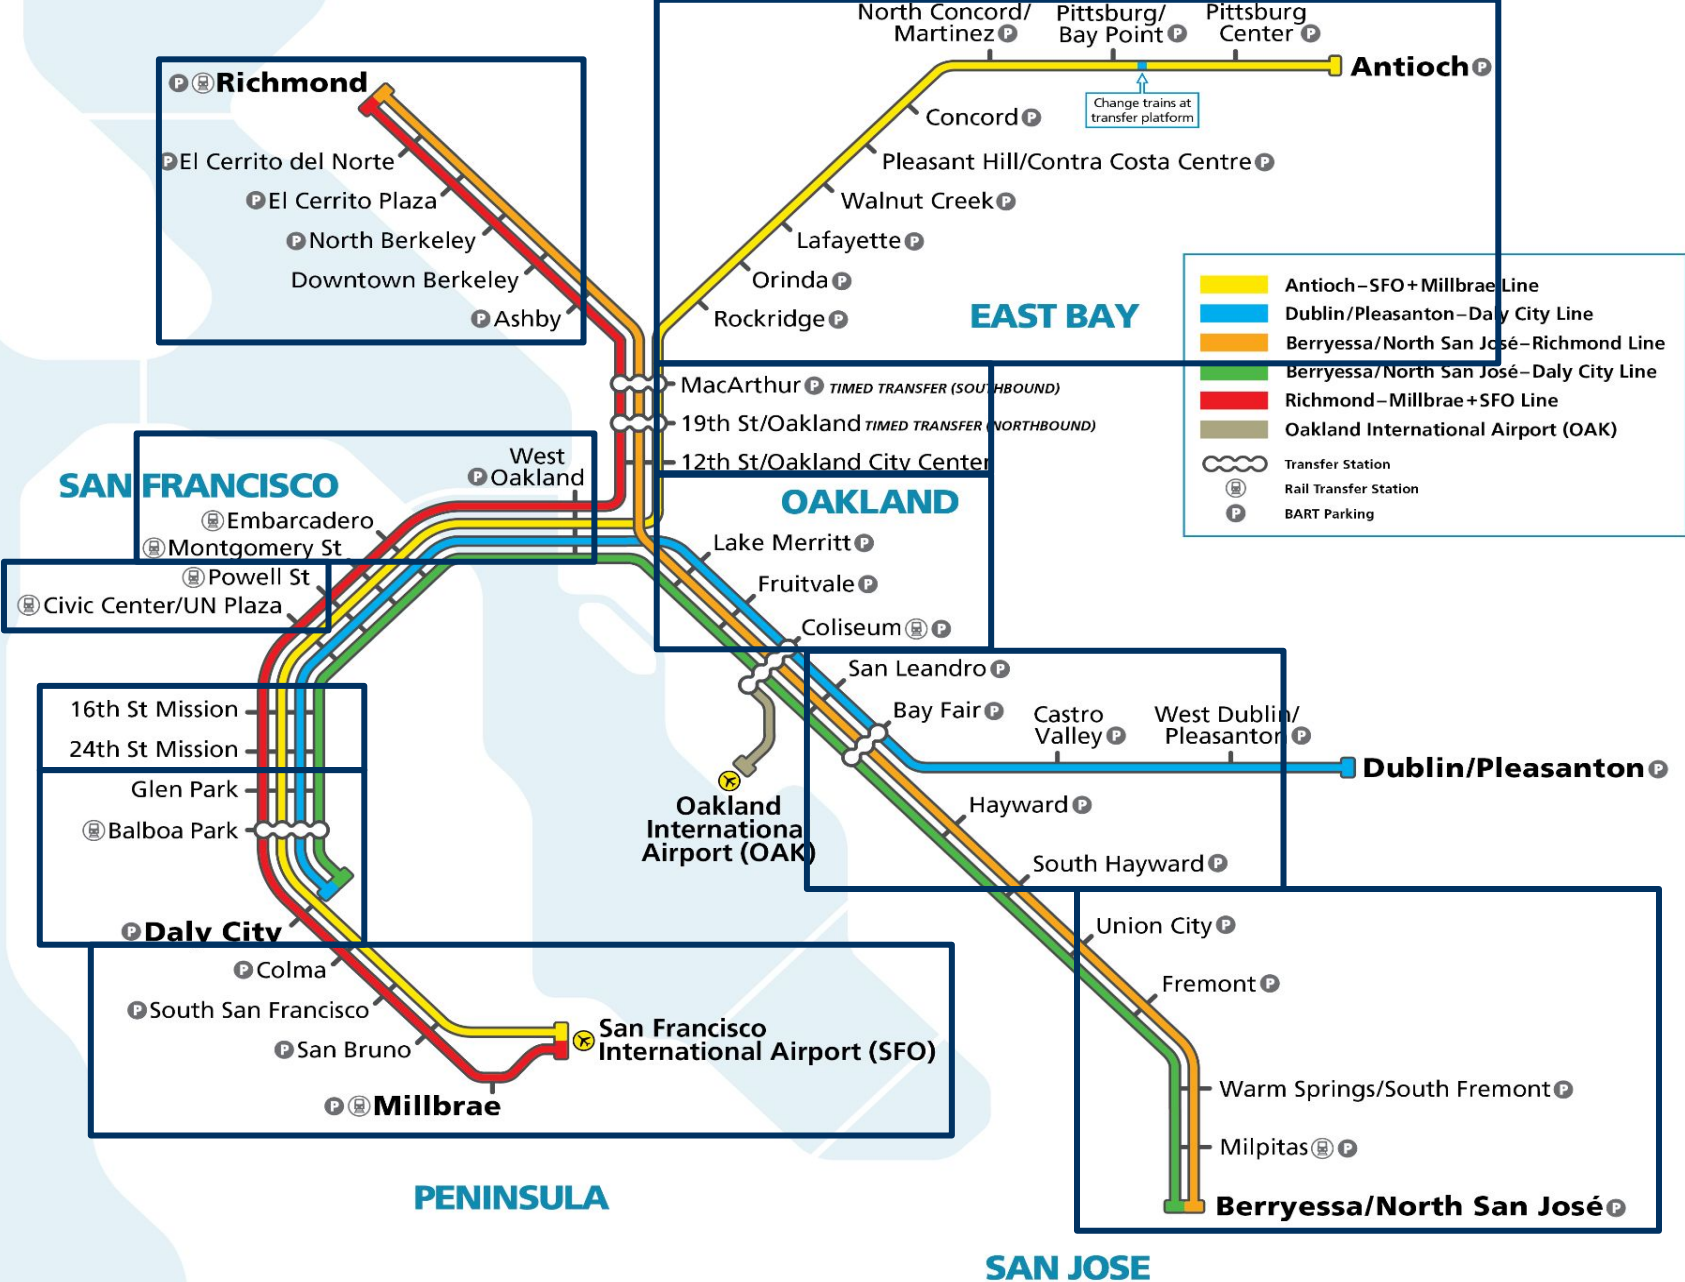 North Concord/
Martinez P
Pittsburg/
Bay Point P
Pittsburg
Center P
Antioch P
Change trains at
transfer platform
P Richmond
Concord P
P El Cerrito del Norte
Pleasant Hill/Contra Costa Centre P
P El Cerrito Plaza
Walnut Creek P
P North Berkeley
Lafayette P
Downtown Berkeley
Orinda P
P Ashby
Rockridge P
EAST BAY
Antioch–SFO+Millbrae Line
Dublin/Pleasanton–Daly City Line
Berryessa/North San José–Richmond Line
Berryessa/North San José–Daly City Line
Richmond–Millbrae+SFO Line
Oakland International Airport (OAK)
Transfer Station
Rail Transfer Station
P BART Parking
MacArthur P TIMED TRANSFER (SOUTHBOUND)
19th St/Oakland TIMED TRANSFER (NORTHBOUND)
12th St/Oakland City Center
West
P Oakland
SAN FRANCISCO
OAKLAND
Embarcadero
Montgomery St
Lake Merritt P
Powell St
Fruitvale P
Civic Center/UN Plaza
Coliseum P
San Leandro P
16th St Mission
Bay Fair P
Castro
Valley P
West Dublin/
Pleasanton P
24th St Mission
Dublin/Pleasanton P
Glen Park
Oakland
International
Airport (OAK)
Hayward P
Balboa Park
South Hayward P
P Daly City
Union City P
P Colma
Fremont P
P South San Francisco
San Francisco
International Airport (SFO)
P San Bruno
Warm Springs/South Fremont P
P Millbrae
Milpitas P
PENINSULA
Berryessa/North San José P
SAN JOSE